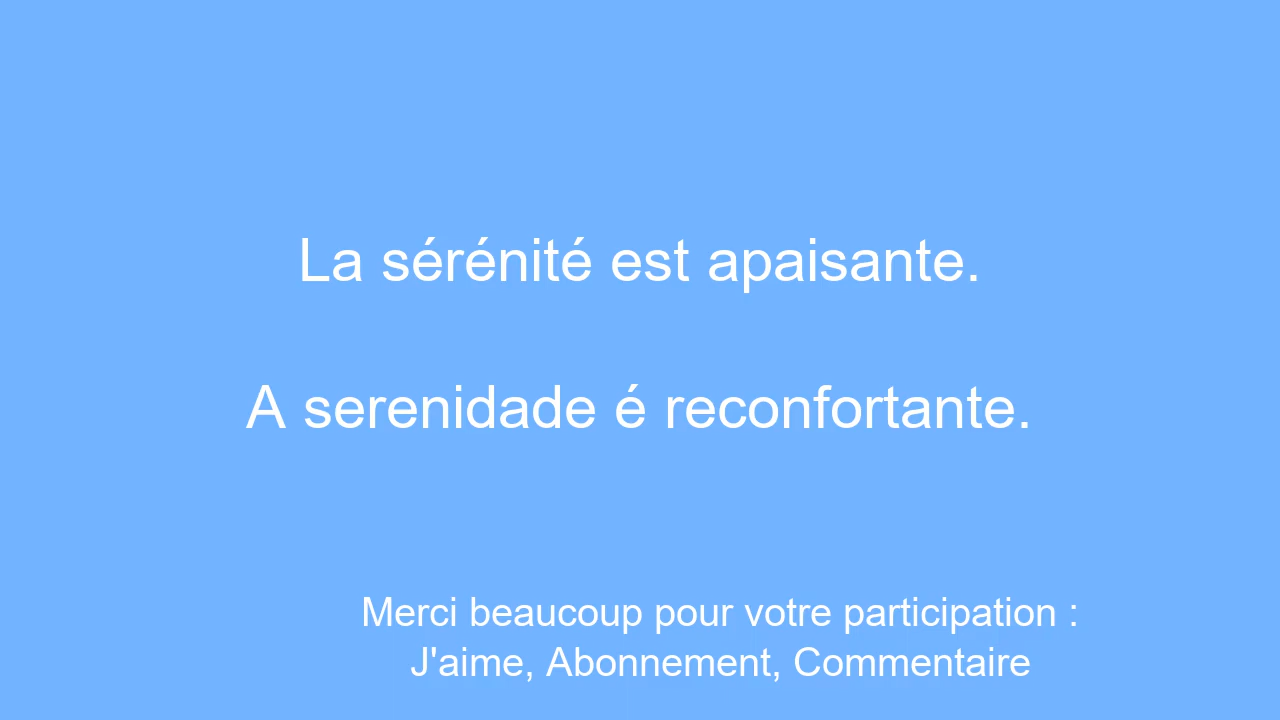 La sérénité est apaisante.
A serenidade é reconfortante.
Merci beaucoup pour votre participation :
J'aime, Abonnement, Commentaire